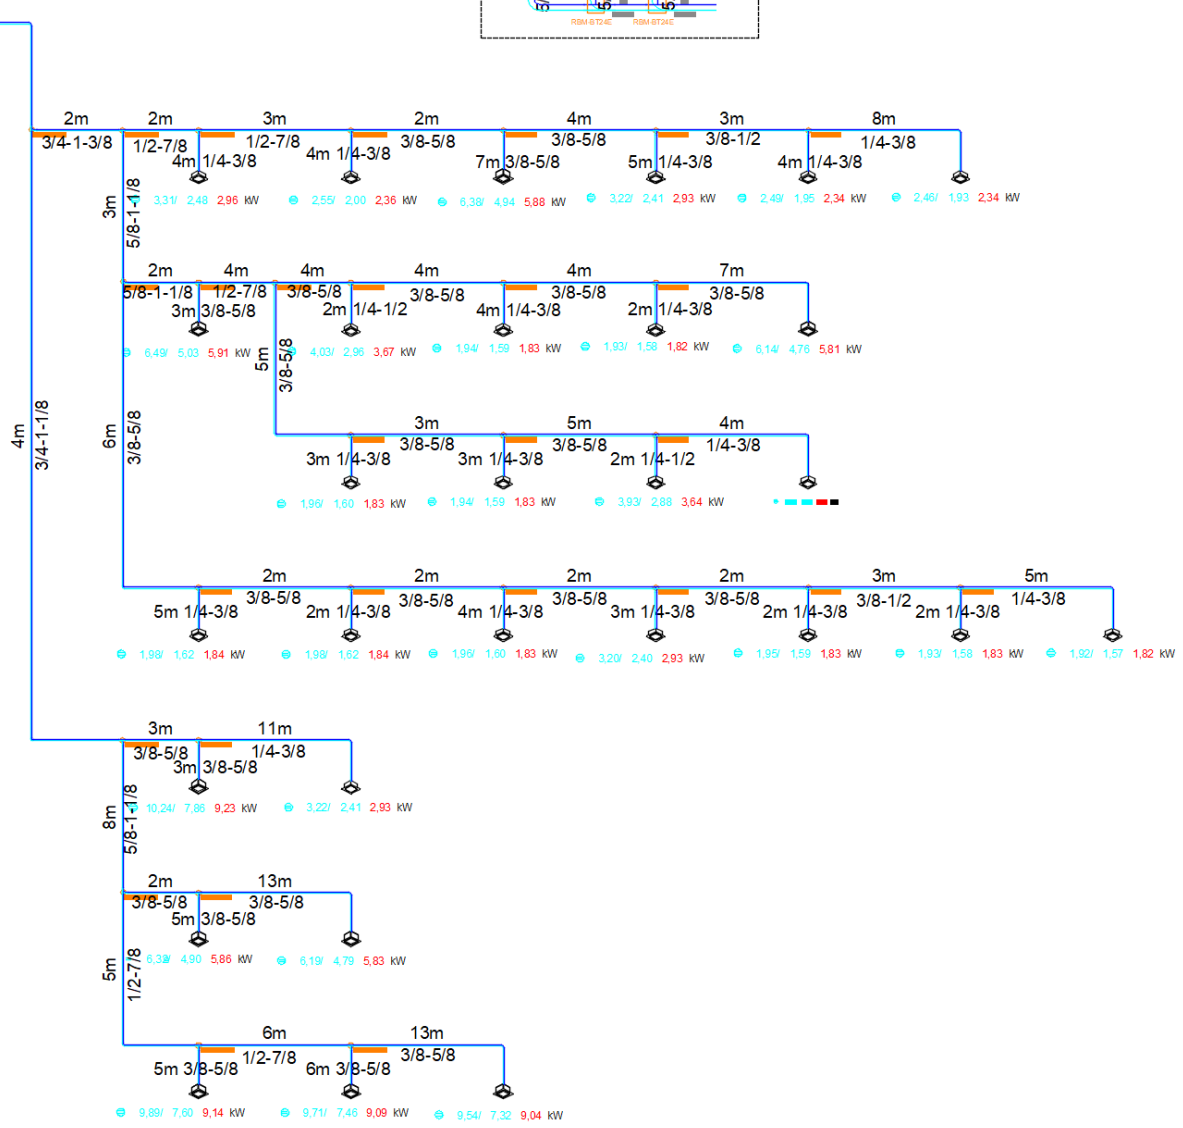 RBM-BT24E RBM-BT24E
2m 2m 3m 2m 4m 3m 8m
3/4-1-3/8 1/2-7/8 1/2-7/8 3/8-5/8 3/8-5/8 3/8-1/2 1/4-3/8
4m 1/4-3/8 4m 1/4-3/8 7m 3/8-5/8 5m 1/4-3/8 4m 1/4-3/8
3,31/ 2,48 2,96 kW 2,55/ 2,00 2,36 kW 6,38/ 4,94 5,88 kW 3,22/ 2,41 2,93 kW 2,49/ 1,95 2,34 kW 2,46/ 1,93 2,34 kW
3m
5/8-1-1/8
2m 4m 4m 4m 4m 7m
5/8-1-1/8 1/2-7/8 3/8-5/8 3/8-5/8 3/8-5/8 3/8-5/8
3m 3/8-5/8 2m 1/4-1/2 4m 1/4-3/8 2m 1/4-3/8
6,49/ 5,03 5,91 kW 4,03/ 2,96 3,67 kW 1,94/ 1,59 1,83 kW 1,93/ 1,58 1,82 kW 6,14/ 4,76 5,81 kW
5m
3/8-5/8
4m
3/4-1-1/8
6m
3/8-5/8
3m 5m 4m
3/8-5/8 3/8-5/8 1/4-3/8
3m 1/4-3/8 3m 1/4-3/8 2m 1/4-1/2
1,96/ 1,60 1,83 kW 1,94/ 1,59 1,83 kW 3,93/ 2,88 3,64 kW
2m 2m 2m 2m 3m 5m
3/8-5/8 3/8-5/8 3/8-5/8 3/8-5/8 3/8-1/2 1/4-3/8
5m 1/4-3/8 2m 1/4-3/8 4m 1/4-3/8 3m 1/4-3/8 2m 1/4-3/8 2m 1/4-3/8
1,98/ 1,62 1,84 kW 1,98/ 1,62 1,84 kW 1,96/ 1,60 1,83 kW 3,20/ 2,40 2,93 kW 1,95/ 1,59 1,83 kW 1,93/ 1,58 1,83 kW 1,92/ 1,57 1,82 kW
3m 11m
3/8-5/8 1/4-3/8
3m 3/8-5/8
10,24/ 7,86 9,23 kW 3,22/ 2,41 2,93 kW
8m
5/8-1-1/8
2m 13m
3/8-5/8 3/8-5/8
5m 3/8-5/8
4,90 5,86 kW 6,19/ 4,79 5,83 kW
5m
1/2-7/8
6m 13m
1/2-7/8 3/8-5/8
5m 3/8-5/8 6m 3/8-5/8
9,89/ 7,60 9,14 kW 9,71/ 7,46 9,09 kW 9,54/ 7,32 9,04 kW